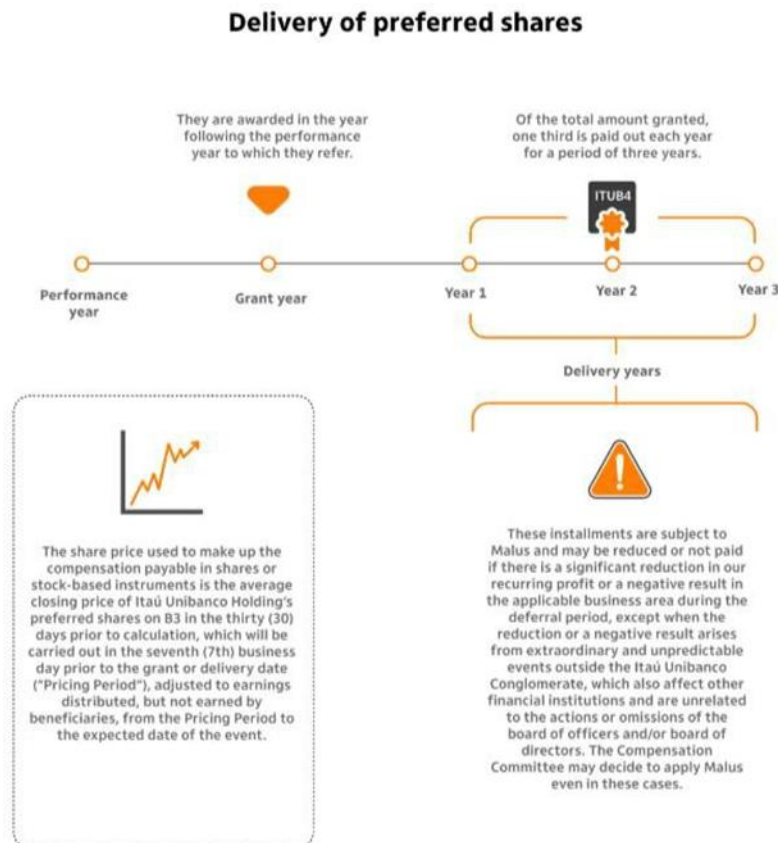 Delivery of preferred shares
They are awarded in the year
following the performance
year to which they refer.
Of the total amount granted,
one third is paid out each year
for a period of three years.
ITUB4
Performance
year
Grant year
Year 1
Year 2
Year 3
Delivery years
The share price used to make up the
compensation payable in shares or
stock-based instruments is the average
closing price of Itaú Unibanco Holding's
preferred shares on B3 in the thirty (30)
days prior to calculation, which will be
carried out in the seventh (7th) business
day prior to the grant or delivery date
("Pricing Period"), adjusted to earnings
distributed, but not earned by
beneficiaries, from the Pricing Period to
the expected date of the event.
These installments are subject to
Malus and may be reduced or not paid
if there is a significant reduction in our
recurring profit or a negative result in
the applicable business area during the
deferral period, except when the
reduction or a negative result arises
from extraordinary and unpredictable
events outside the Itaú Unibanco
Conglomerate, which also affect other
financial institutions and are unrelated
to the actions or omissions of the
board of officers and/or board of
directors. The Compensation
Committee may decide to apply Malus
even in these cases.